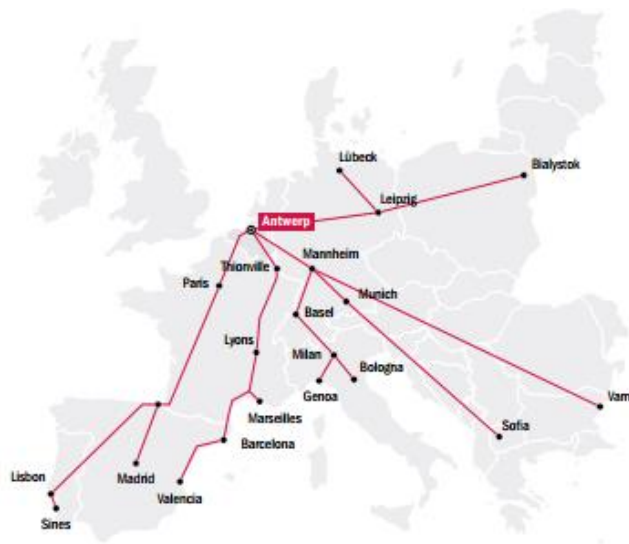 Lübeck
Bialystok
Leipzig
Antwerp
Thionville
Mannheim
Paris
Munich
Basel
Lyons
Milan
Bologna
Genoa
Marseilles
Varn
Sofia
Barcelona
Lisbon
Madrid
Valencia
Sines